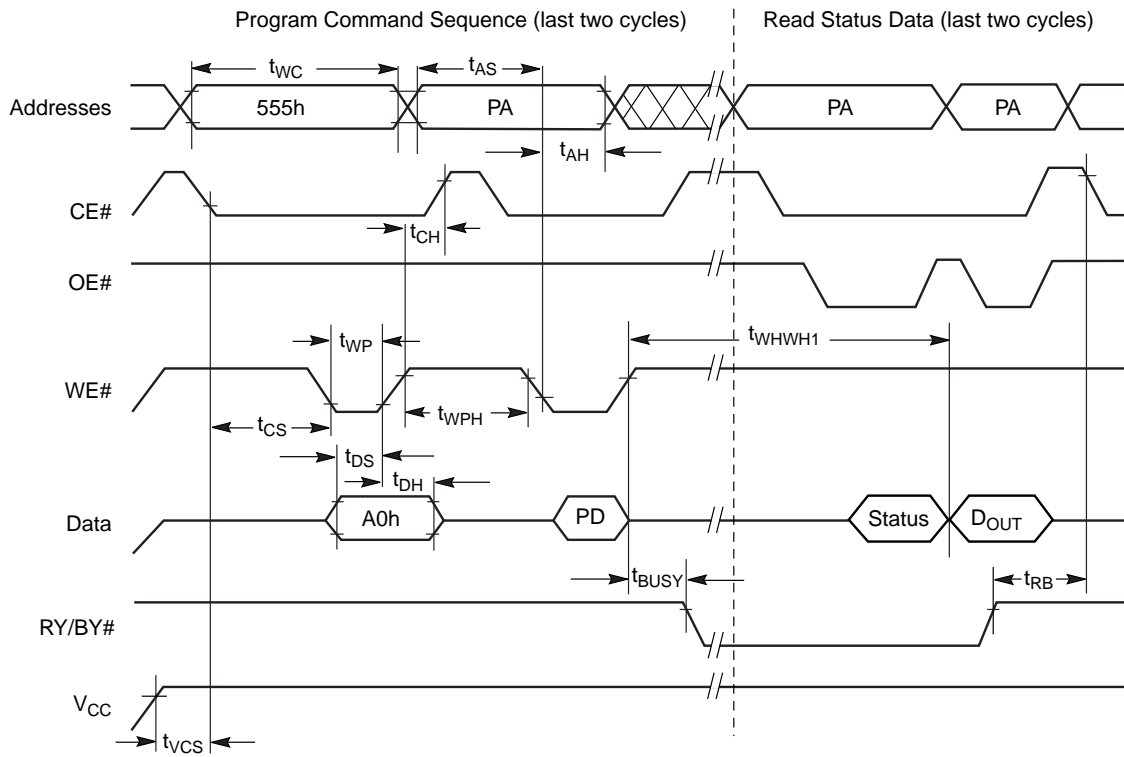 Program Command Sequence (last two cycles)
Read Status Data (last two cycles)
tWC
tAS
Addresses
555h
PA
PA
PA
tAH
CE#
tCH
OE#
tWP
tWHWH1
WE#
tCS
tWPH
tDS
tDH
Data
A0h
PD
Status
DOUT
tBUSY
tRB
RY/BY#
VCC
tVCS